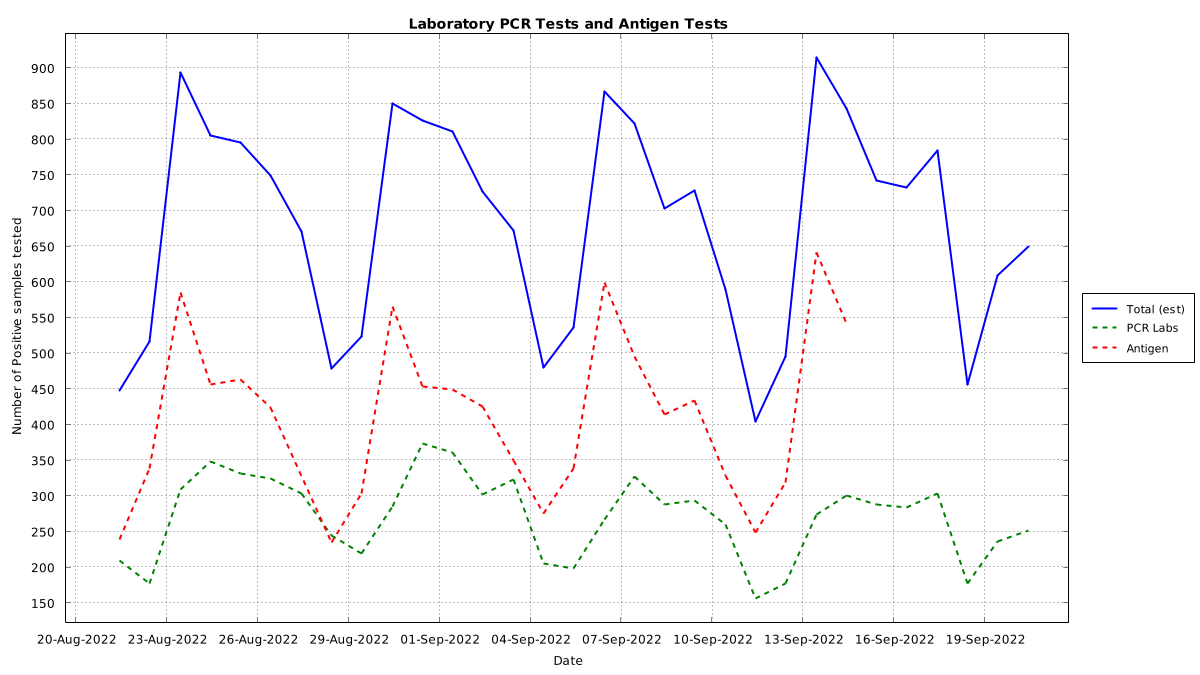 Laboratory PCR Tests and Antigen Tests
900
850
800
750
700
650
600
550
500
450
400
350
300
250
200
150
Number of Positive samples tested
20-Aug-2022 23-Aug-2022 26-Aug-2022 29-Aug-2022 01-Sep-2022 04-Sep-2022 07-Sep-2022 10-Sep-2022 13-Sep-2022 16-Sep-2022 19-Sep-2022
Date
Total (est)
PCR Labs
Antigen